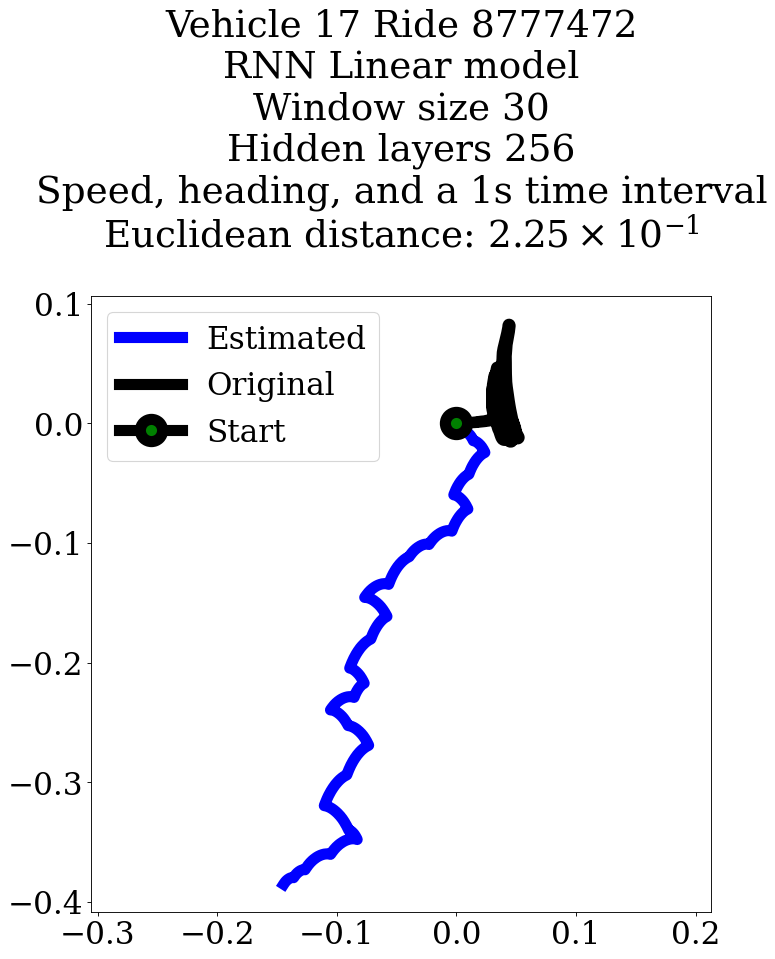 Vehicle 17 Ride 8777472
RNN Linear model
Window size 30
Hidden layers 256
Speed, heading, and a 1s time interval
Euclidean distance: 2.25 × 10⁻¹
0.1
0.0
−0.1
−0.2
−0.3
−0.4
Estimated
Original
Start
−0.3 −0.2 −0.1 0.0 0.1 0.2